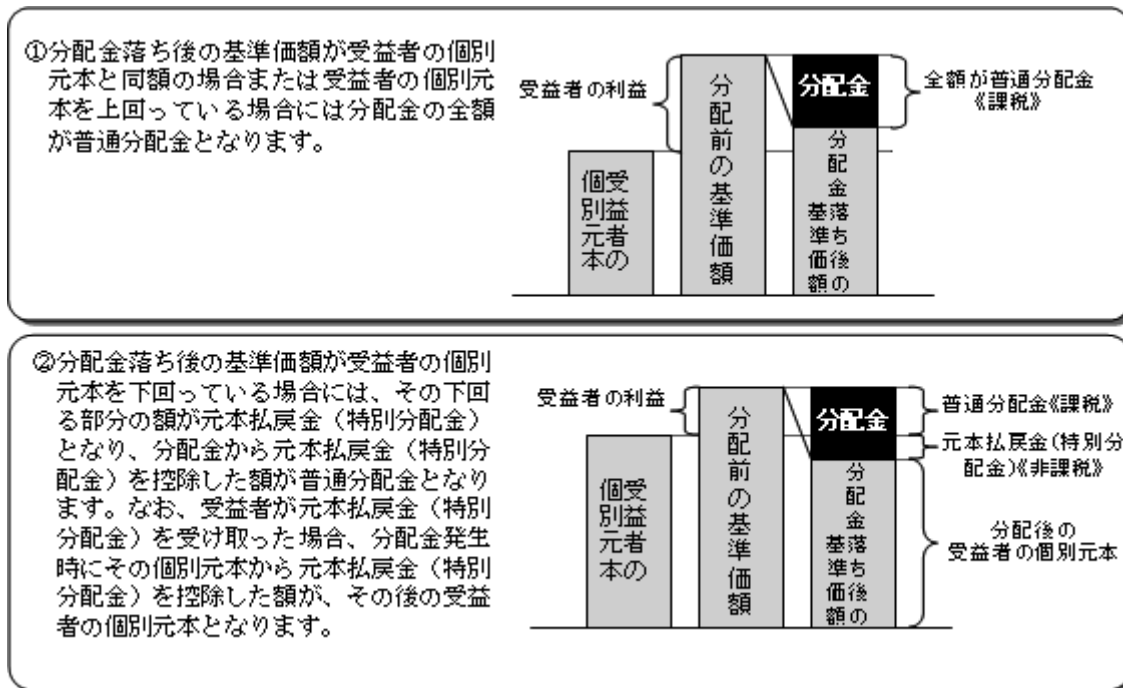 ①分配金落ち後の基準価額が受益者の個別
元本と同額の場合または受益者の個別元
本を上回っている場合には分配金の全額
が普通分配金となります。
受益者の利益
受益者の
個別元本
分配前の基準価額
分配金
分配金落ち後の
基準価額
全額が普通分配金
《課税》
②分配金落ち後の基準価額が受益者の個別
元本を下回っている場合には、その下回
る部分の額が元本払戻金（特別分配金）
となり、分配金から元本払戻金（特別分
配金）を控除した額が普通分配金となり
ます。なお、受益者が元本払戻金（特別
分配金）を受け取った場合、分配金発生
時にその個別元本から元本払戻金（特別
分配金）を控除した額が、その後の受益
者の個別元本となります。
受益者の利益
受益者の
個別元本
分配前の基準価額
分配金
分配金落ち後の
基準価額
普通分配金《課税》
元本払戻金(特別分
配金)《非課税》
分配後の
受益者の個別元本